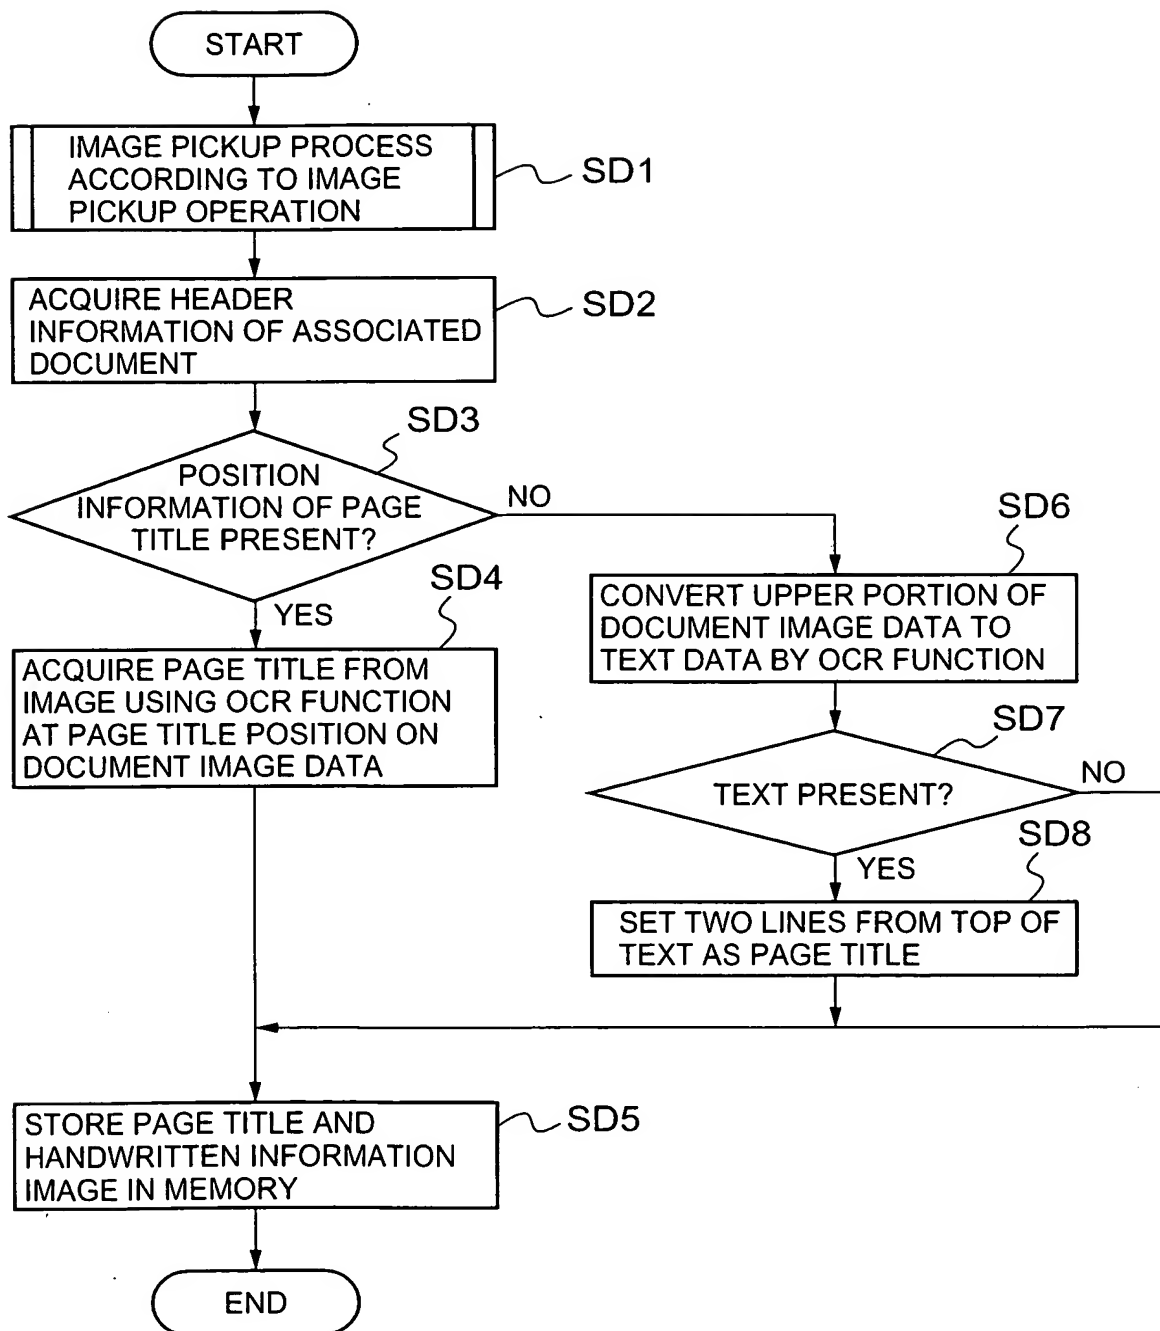 START
IMAGE PICKUP PROCESS
ACCORDING TO IMAGE
PICKUP OPERATION
SD1
ACQUIRE HEADER
INFORMATION OF ASSOCIATED
DOCUMENT
SD2
SD3
POSITION
INFORMATION OF PAGE
TITLE PRESENT?
NO
YES
SD4
ACQUIRE PAGE TITLE FROM
IMAGE USING OCR FUNCTION
AT PAGE TITLE POSITION ON
DOCUMENT IMAGE DATA
SD6
CONVERT UPPER PORTION OF
DOCUMENT IMAGE DATA TO
TEXT DATA BY OCR FUNCTION
SD7
TEXT PRESENT?
NO
YES
SD8
SET TWO LINES FROM TOP OF
TEXT AS PAGE TITLE
STORE PAGE TITLE AND
HANDWRITTEN INFORMATION
IMAGE IN MEMORY
SD5
END